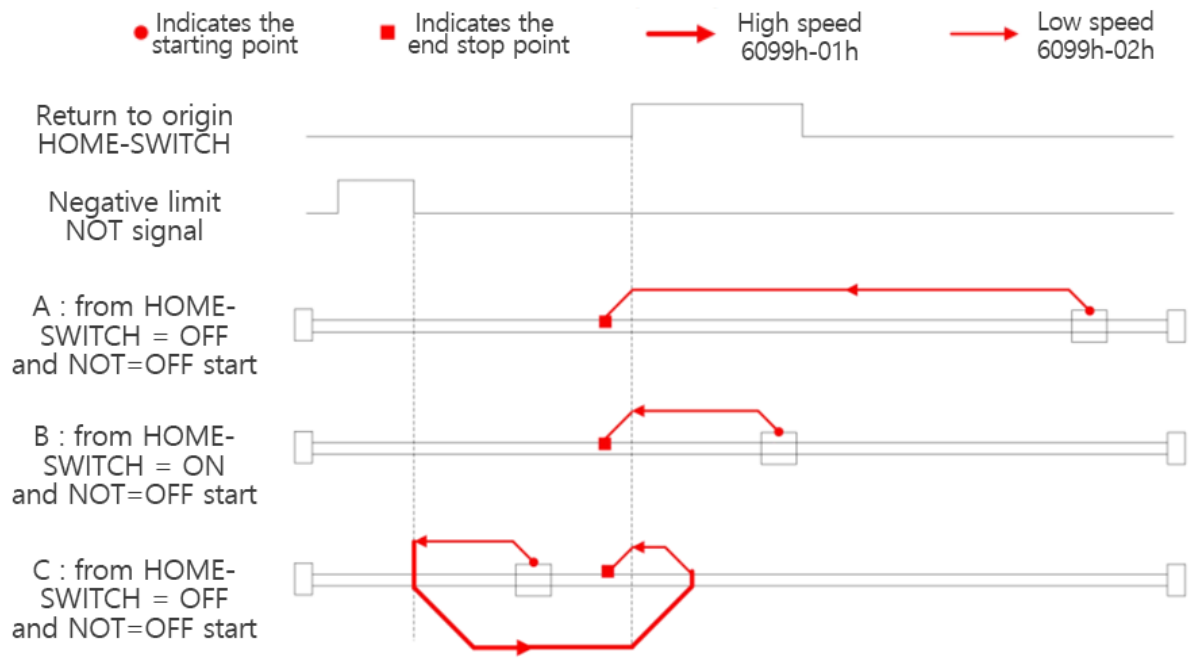 Indicates the
starting point
Indicates the
end stop point
High speed
6099h-01h
Low speed
6099h-02h
Return to origin
HOME-SWITCH
Negative limit
NOT signal
A : from HOME-
SWITCH = OFF
and NOT=OFF start
B : from HOME-
SWITCH = ON
and NOT=OFF start
C : from HOME-
SWITCH = OFF
and NOT=OFF start